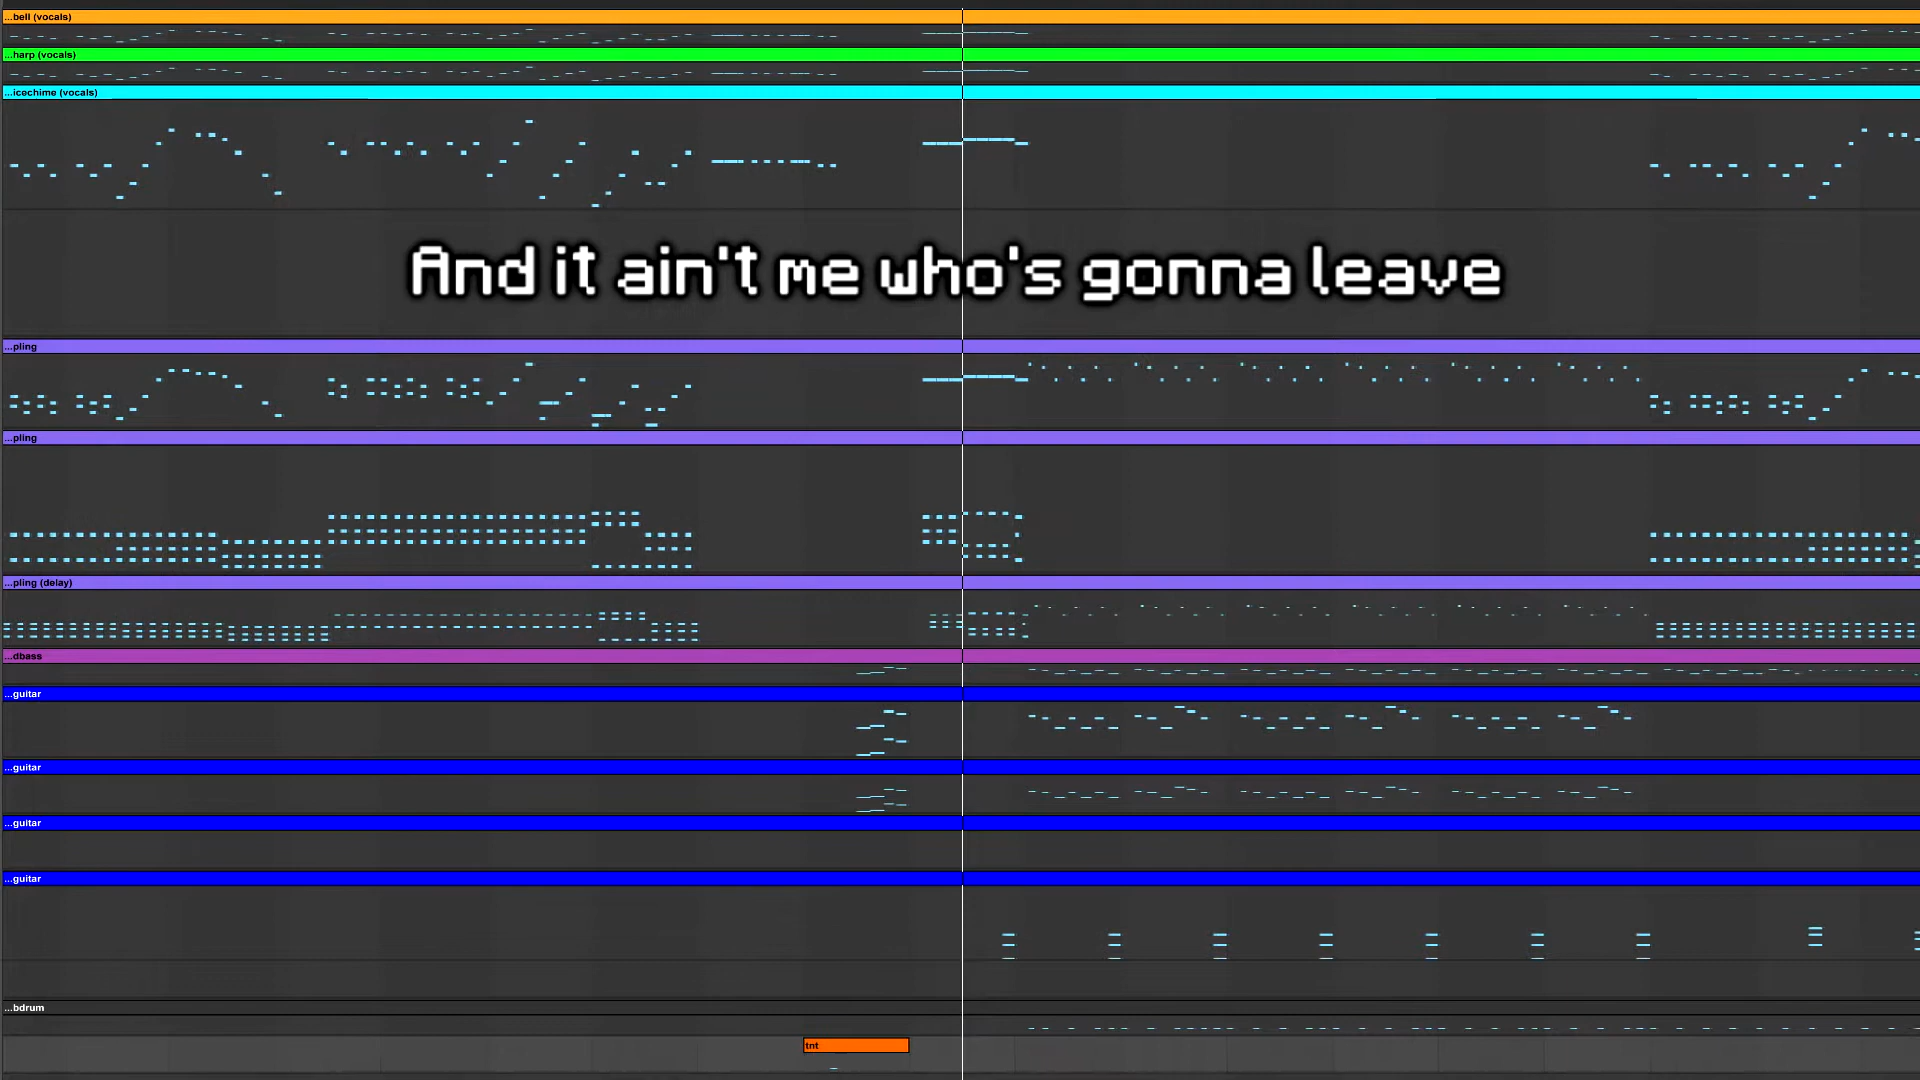 ...bell (vocals)
...harp (vocals)
...icechime (vocals)
And it ain't me who's gonna leave
...pling
...pling
...pling (delay)
...dbass
...guitar
...guitar
...guitar
...guitar
...bdrum
tnt